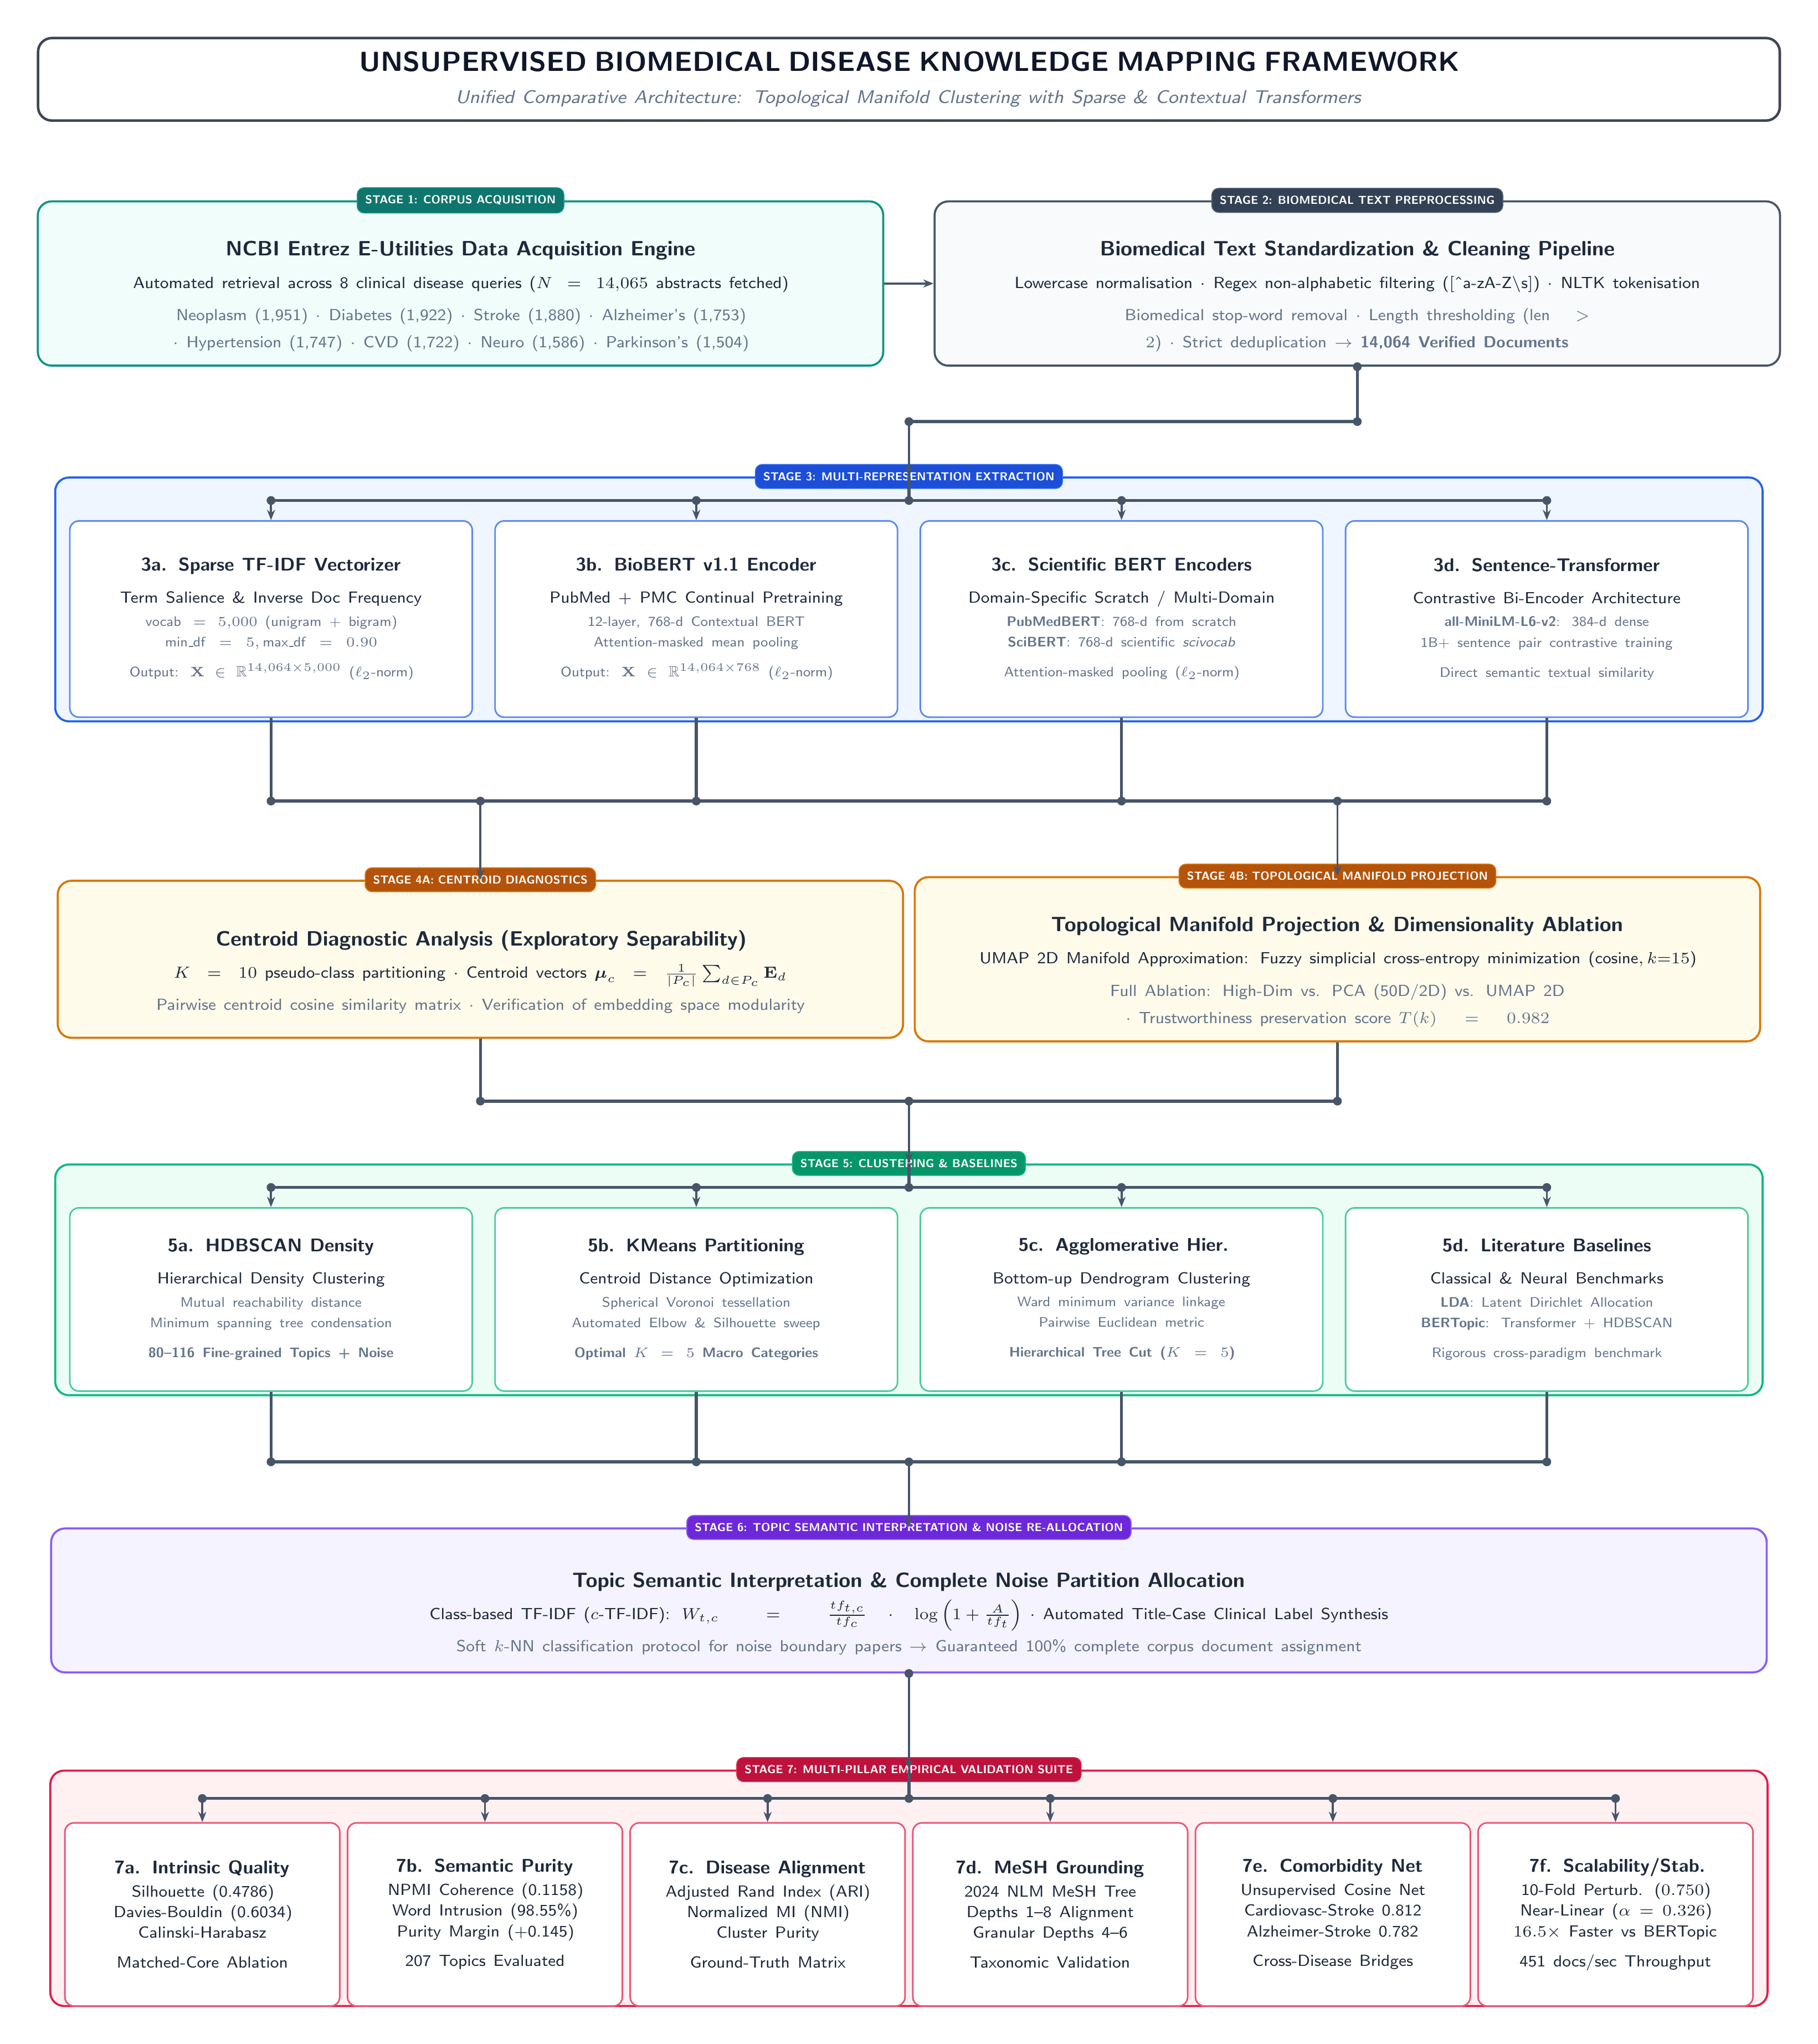 UNSUPERVISED BIOMEDICAL DISEASE KNOWLEDGE MAPPING FRAMEWORK
Unified Comparative Architecture: Topological Manifold Clustering with Sparse & Contextual Transformers
STAGE 1: CORPUS ACQUISITION
NCBI Entrez E-Utilities Data Acquisition Engine
Automated retrieval across 8 clinical disease queries (N = 14,065 abstracts fetched)
Neoplasm (1,951) · Diabetes (1,922) · Stroke (1,880) · Alzheimer's (1,753)
· Hypertension (1,747) · CVD (1,722) · Neuro (1,586) · Parkinson's (1,504)
STAGE 2: BIOMEDICAL TEXT PREPROCESSING
Biomedical Text Standardization & Cleaning Pipeline
Lowercase normalisation · Regex non-alphabetic filtering ([^a-zA-Z\s]) · NLTK tokenisation
Biomedical stop-word removal · Length thresholding (len >
2) · Strict deduplication → 14,064 Verified Documents
STAGE 3: MULTI-REPRESENTATION EXTRACTION
3a. Sparse TF-IDF Vectorizer
Term Salience & Inverse Doc Frequency
vocab = 5,000 (unigram + bigram)
min_df = 5, max_df = 0.90
Output: X ∈ ℝ^14,064×5,000 (ℓ₂-norm)
3b. BioBERT v1.1 Encoder
PubMed + PMC Continual Pretraining
12-layer, 768-d Contextual BERT
Attention-masked mean pooling
Output: X ∈ ℝ^14,064×768 (ℓ₂-norm)
3c. Scientific BERT Encoders
Domain-Specific Scratch / Multi-Domain
PubMedBERT: 768-d from scratch
SciBERT: 768-d scientific scivocab
Attention-masked pooling (ℓ₂-norm)
3d. Sentence-Transformer
Contrastive Bi-Encoder Architecture
all-MiniLM-L6-v2: 384-d dense
1B+ sentence pair contrastive training
Direct semantic textual similarity
STAGE 4A: CENTROID DIAGNOSTICS
Centroid Diagnostic Analysis (Exploratory Separability)
K = 10 pseudo-class partitioning · Centroid vectors μ_c = 1/|P_c| ∑_{d∈P_c} E_d
Pairwise centroid cosine similarity matrix · Verification of embedding space modularity
STAGE 4B: TOPOLOGICAL MANIFOLD PROJECTION
Topological Manifold Projection & Dimensionality Ablation
UMAP 2D Manifold Approximation: Fuzzy simplicial cross-entropy minimization (cosine, k=15)
Full Ablation: High-Dim vs. PCA (50D/2D) vs. UMAP 2D
· Trustworthiness preservation score T(k) = 0.982
STAGE 5: CLUSTERING & BASELINES
5a. HDBSCAN Density
Hierarchical Density Clustering
Mutual reachability distance
Minimum spanning tree condensation
80–116 Fine-grained Topics + Noise
5b. KMeans Partitioning
Centroid Distance Optimization
Spherical Voronoi tessellation
Automated Elbow & Silhouette sweep
Optimal K = 5 Macro Categories
5c. Agglomerative Hier.
Bottom-up Dendrogram Clustering
Ward minimum variance linkage
Pairwise Euclidean metric
Hierarchical Tree Cut (K = 5)
5d. Literature Baselines
Classical & Neural Benchmarks
LDA: Latent Dirichlet Allocation
BERTopic: Transformer + HDBSCAN
Rigorous cross-paradigm benchmark
STAGE 6: TOPIC SEMANTIC INTERPRETATION & NOISE RE-ALLOCATION
Topic Semantic Interpretation & Complete Noise Partition Allocation
Class-based TF-IDF (c-TF-IDF): W_{t,c} = tf_{t,c}/tf_c · log(1 + A/tf_t) · Automated Title-Case Clinical Label Synthesis
Soft k-NN classification protocol for noise boundary papers → Guaranteed 100% complete corpus document assignment
STAGE 7: MULTI-PILLAR EMPIRICAL VALIDATION SUITE
7a. Intrinsic Quality
Silhouette (0.4786)
Davies-Bouldin (0.6034)
Calinski-Harabasz
Matched-Core Ablation
7b. Semantic Purity
NPMI Coherence (0.1158)
Word Intrusion (98.55%)
Purity Margin (+0.145)
207 Topics Evaluated
7c. Disease Alignment
Adjusted Rand Index (ARI)
Normalized MI (NMI)
Cluster Purity
Ground-Truth Matrix
7d. MeSH Grounding
2024 NLM MeSH Tree
Depths 1–8 Alignment
Granular Depths 4–6
Taxonomic Validation
7e. Comorbidity Net
Unsupervised Cosine Net
Cardiovasc-Stroke 0.812
Alzheimer-Stroke 0.782
Cross-Disease Bridges
7f. Scalability/Stab.
10-Fold Perturb. (0.750)
Near-Linear (α = 0.326)
16.5× Faster vs BERTopic
451 docs/sec Throughput